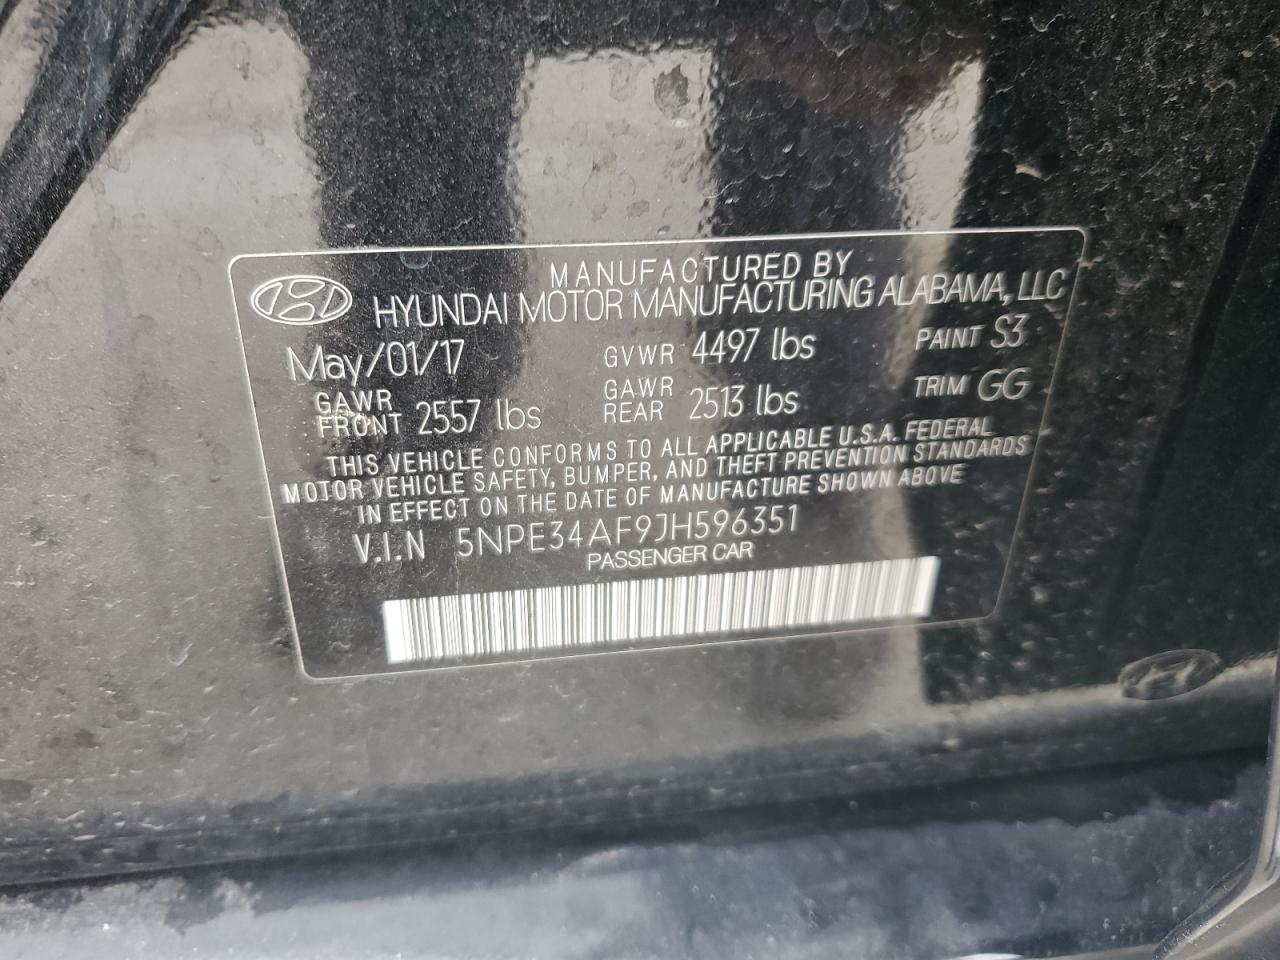 MANUFACTURED BY
HYUNDAI MOTOR MANUFACTURING ALABAMA, LLC
May/01/17 GVWR 4497 lbs PAINT S3
GAWR FRONT 2557 lbs GAWR REAR 2513 lbs TRIM GG
THIS VEHICLE CONFORMS TO ALL APPLICABLE U.S.A. FEDERAL
MOTOR VEHICLE SAFETY, BUMPER, AND THEFT PREVENTION STANDARDS
IN EFFECT ON THE DATE OF MANUFACTURE SHOWN ABOVE
V.I.N 5NPE34AF9JH596351
PASSENGER CAR